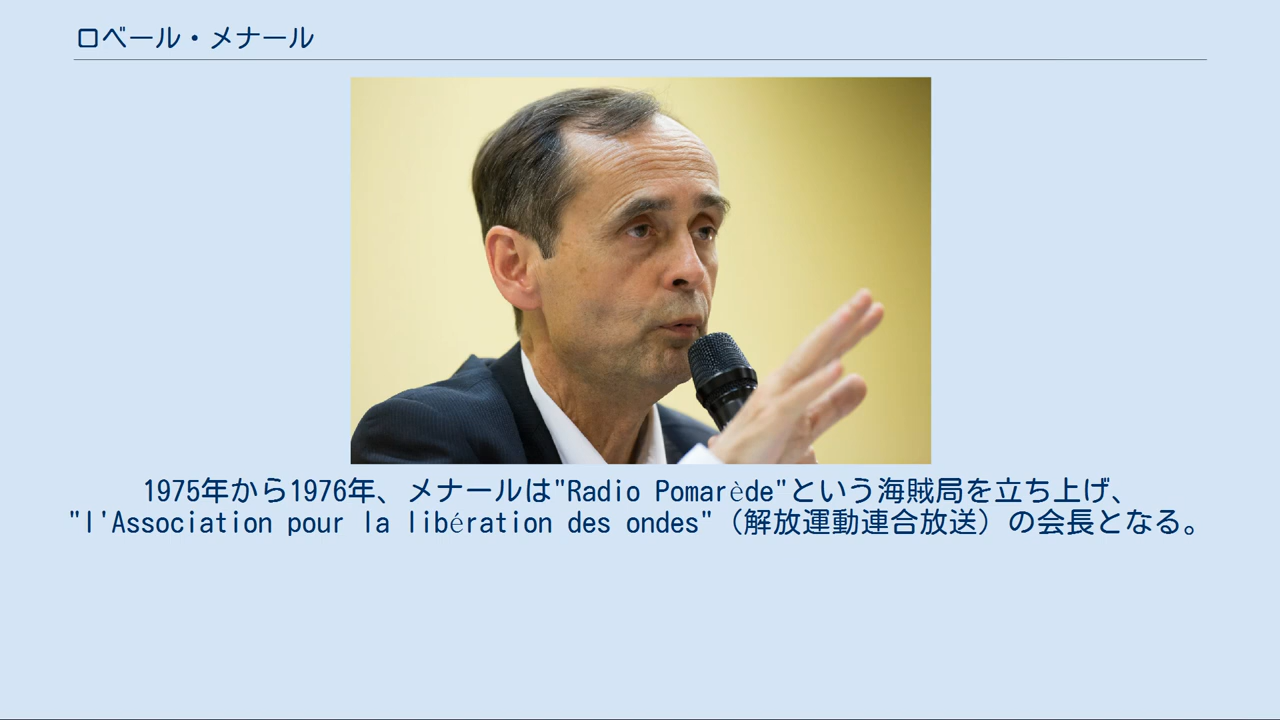 ロベール・メナール
1975年から1976年、メナールは"Radio Pomarède"という海賊局を立ち上げ、
"l'Association pour la libération des ondes"（解放運動連合放送）の会長となる。